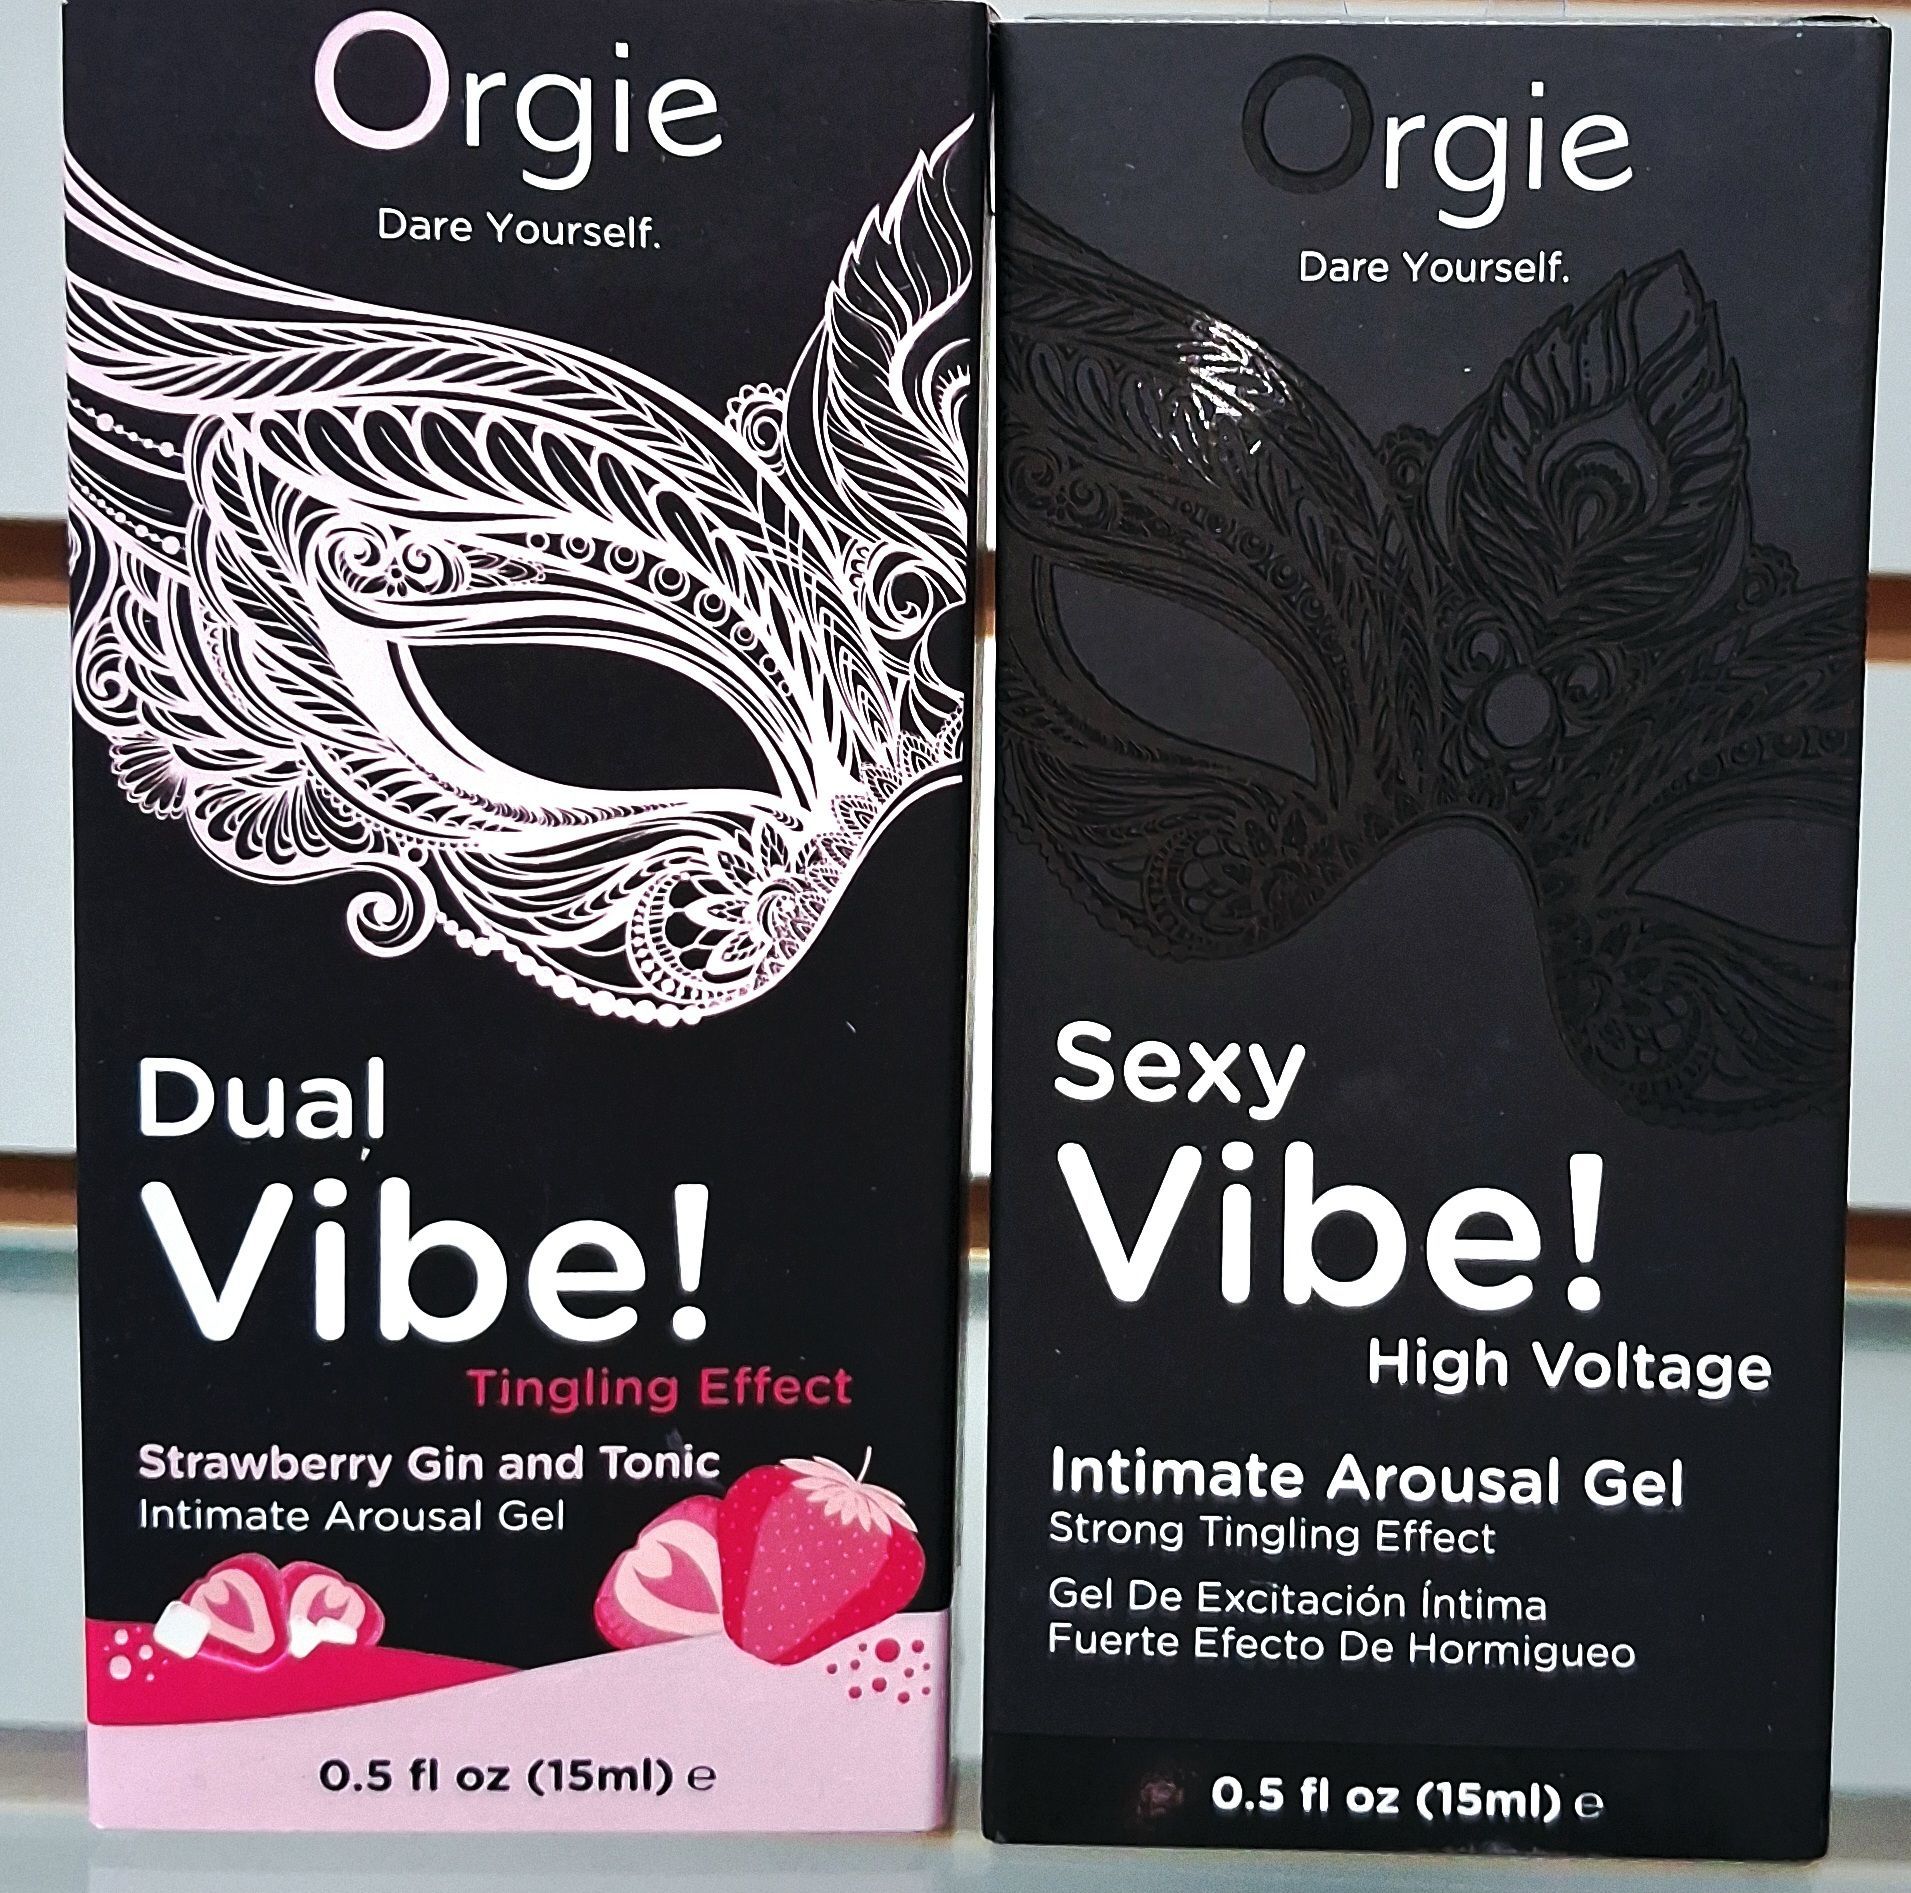 Orgie
Dare Yourself.
Dual
Vibe!
Tingling Effect
Strawberry Gin and Tonic
Intimate Arousal Gel
0.5 fl oz (15ml) ℮
Orgie
Dare Yourself.
Sexy
Vibe!
High Voltage
Intimate Arousal Gel
Strong Tingling Effect
Gel De Excitación Íntima
Fuerte Efecto De Hormigueo
0.5 fl oz (15ml) ℮